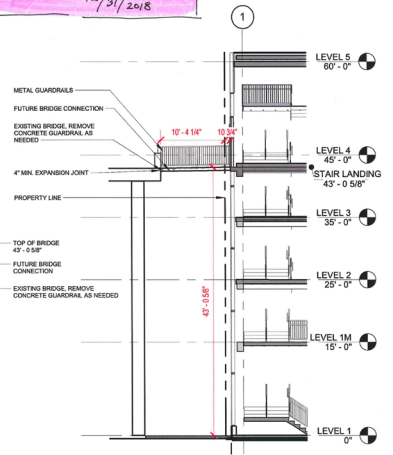 12/31/2018
1
LEVEL 5
60' - 0"
METAL GUARDRAILS
FUTURE BRIDGE CONNECTION
EXISTING BRIDGE, REMOVE
CONCRETE GUARDRAIL AS
NEEDED
10' - 4 1/4"
10 3/4"
LEVEL 4
45' - 0"
4" MIN. EXPANSION JOINT
STAIR LANDING
43' - 0 5/8"
PROPERTY LINE
LEVEL 3
35' - 0"
TOP OF BRIDGE
43' - 0 5/8"
FUTURE BRIDGE
CONNECTION
EXISTING BRIDGE, REMOVE
CONCRETE GUARDRAIL AS NEEDED
LEVEL 2
25' - 0"
43' - 0 5/8"
LEVEL 1M
15' - 0"
LEVEL 1
0"